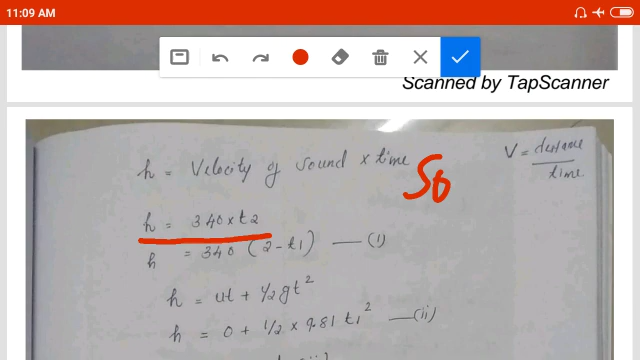 11:09 AM
Scanned by TapScanner
h = Velocity of Sound x time
V = distance
time
So
h = 340 x t2
h = 340 (2 - t1) — (i)
h = ut + 1/2 gt²
h = 0 + 1/2 x 9.81 t1² — (ii)